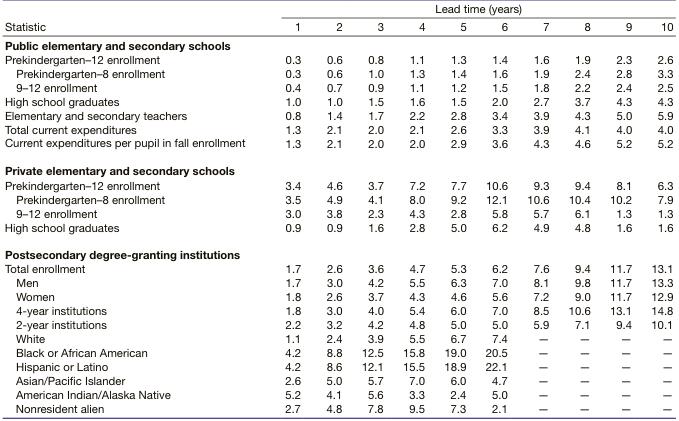 Lead time (years)
Statistic 1 2 3 4 5 6 7 8 9 10
Public elementary and secondary schools
Prekindergarten–12 enrollment 0.3 0.6 0.8 1.1 1.3 1.4 1.6 1.9 2.3 2.6
Prekindergarten–8 enrollment 0.3 0.6 1.0 1.3 1.4 1.6 1.9 2.4 2.8 3.3
9–12 enrollment 0.4 0.7 0.9 1.1 1.2 1.5 1.8 2.2 2.4 2.5
High school graduates 1.0 1.0 1.5 1.6 1.5 2.0 2.7 3.7 4.3 4.3
Elementary and secondary teachers 0.8 1.4 1.7 2.2 2.8 3.4 3.9 4.3 5.0 5.9
Total current expenditures 1.3 2.1 2.0 2.1 2.6 3.3 3.9 4.1 4.0 4.0
Current expenditures per pupil in fall enrollment 1.3 2.1 2.0 2.0 2.9 3.6 4.3 4.6 5.2 5.2
Private elementary and secondary schools
Prekindergarten–12 enrollment 3.4 4.6 3.7 7.2 7.7 10.6 9.3 9.4 8.1 6.3
Prekindergarten–8 enrollment 3.5 4.9 4.1 8.0 9.2 12.1 10.6 10.4 10.2 7.9
9–12 enrollment 3.0 3.8 2.3 4.3 2.8 5.8 5.7 6.1 1.3 1.3
High school graduates 0.9 0.9 1.6 2.8 5.0 6.2 4.9 4.8 1.6 1.6
Postsecondary degree-granting institutions
Total enrollment 1.7 2.6 3.6 4.7 5.3 6.2 7.6 9.4 11.7 13.1
Men 1.7 3.0 4.2 5.5 6.3 7.0 8.1 9.8 11.7 13.3
Women 1.8 2.6 3.7 4.3 4.6 5.6 7.2 9.0 11.7 12.9
4-year institutions 1.8 3.0 4.0 5.4 6.0 7.0 8.5 10.6 13.1 14.8
2-year institutions 2.2 3.2 4.2 4.8 5.0 5.0 5.9 7.1 9.4 10.1
White 1.1 2.4 3.9 5.5 6.7 7.4 — — — —
Black or African American 4.2 8.8 12.5 15.8 19.0 20.5 — — — —
Hispanic or Latino 4.2 8.6 12.1 15.5 18.9 22.1 — — — —
Asian/Pacific Islander 2.6 5.0 5.7 7.0 6.0 4.7 — — — —
American Indian/Alaska Native 5.2 4.1 5.6 3.3 2.4 5.0 — — — —
Nonresident alien 2.7 4.8 7.8 9.5 7.3 2.1 — — — —